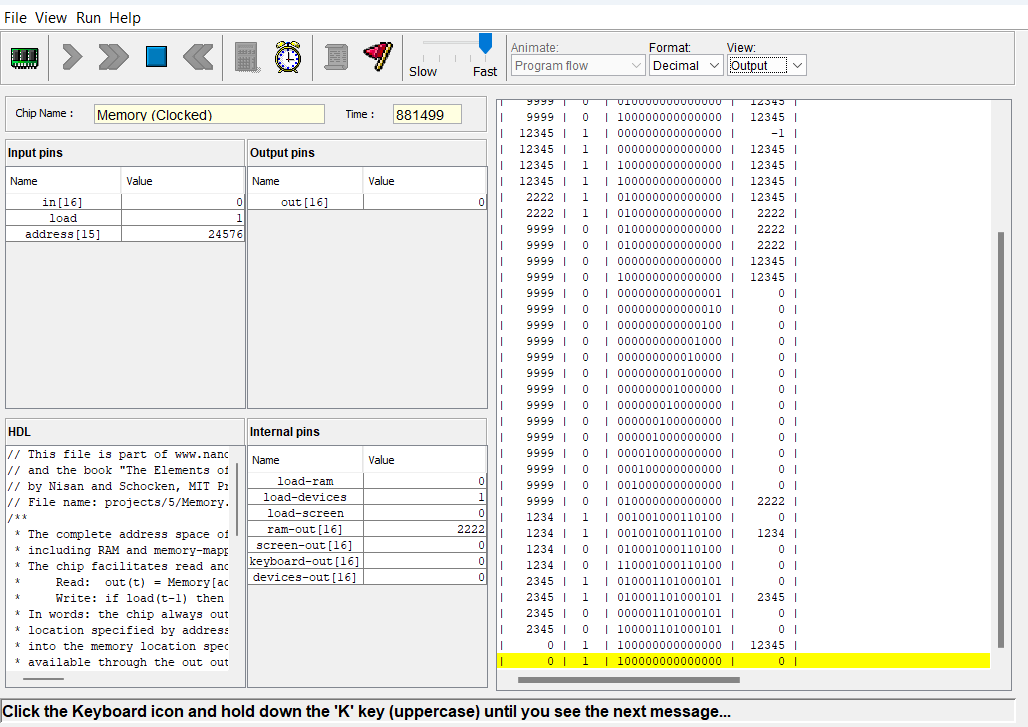 File View Run Help
Animate: Format: View:
Program flow Decimal Output
Slow Fast
Chip Name : Memory (Clocked) Time : 881499
Input pins
Name Value
in[16] 0
load 1
address[15] 24576
Output pins
Name Value
out[16] 0
HDL
// This file is part of www.nand
// and the book "The Elements of
// by Nisan and Schocken, MIT Pr
// File name: projects/5/Memory.
/**
* The complete address space of
* including RAM and memory-mapp
* The chip facilitates read and
* Read: out(t) = Memory[ad
* Write: if load(t-1) then
* In words: the chip always out
* location specified by address
* into the memory location spec
* available through the out out
Internal pins
Name Value
load-ram 0
load-devices 1
load-screen 0
ram-out[16] 2222
screen-out[16] 0
keyboard-out[16] 0
devices-out[16] 0
| 9999 | 0 | 010000000000000 | 12345 |
| 9999 | 0 | 100000000000000 | 12345 |
| 12345 | 1 | 000000000000000 | -1 |
| 12345 | 1 | 000000000000000 | 12345 |
| 12345 | 1 | 100000000000000 | 12345 |
| 12345 | 1 | 100000000000000 | 12345 |
| 2222 | 1 | 010000000000000 | 12345 |
| 2222 | 1 | 010000000000000 | 2222 |
| 9999 | 0 | 010000000000000 | 2222 |
| 9999 | 0 | 010000000000000 | 2222 |
| 9999 | 0 | 000000000000000 | 12345 |
| 9999 | 0 | 100000000000000 | 12345 |
| 9999 | 0 | 000000000000001 | 0 |
| 9999 | 0 | 000000000000010 | 0 |
| 9999 | 0 | 000000000000100 | 0 |
| 9999 | 0 | 000000000001000 | 0 |
| 9999 | 0 | 000000000010000 | 0 |
| 9999 | 0 | 000000000100000 | 0 |
| 9999 | 0 | 000000001000000 | 0 |
| 9999 | 0 | 000000010000000 | 0 |
| 9999 | 0 | 000000100000000 | 0 |
| 9999 | 0 | 000001000000000 | 0 |
| 9999 | 0 | 000010000000000 | 0 |
| 9999 | 0 | 000100000000000 | 0 |
| 9999 | 0 | 001000000000000 | 0 |
| 9999 | 0 | 010000000000000 | 2222 |
| 1234 | 1 | 001001000110100 | 0 |
| 1234 | 1 | 001001000110100 | 1234 |
| 1234 | 0 | 010001000110100 | 0 |
| 1234 | 0 | 110001000110100 | 0 |
| 2345 | 1 | 010001101000101 | 0 |
| 2345 | 1 | 010001101000101 | 2345 |
| 2345 | 0 | 000001101000101 | 0 |
| 2345 | 0 | 100001101000101 | 0 |
| 0 | 1 | 100000000000000 | 12345 |
| 0 | 1 | 100000000000000 | 0 |
Click the Keyboard icon and hold down the 'K' key (uppercase) until you see the next message...